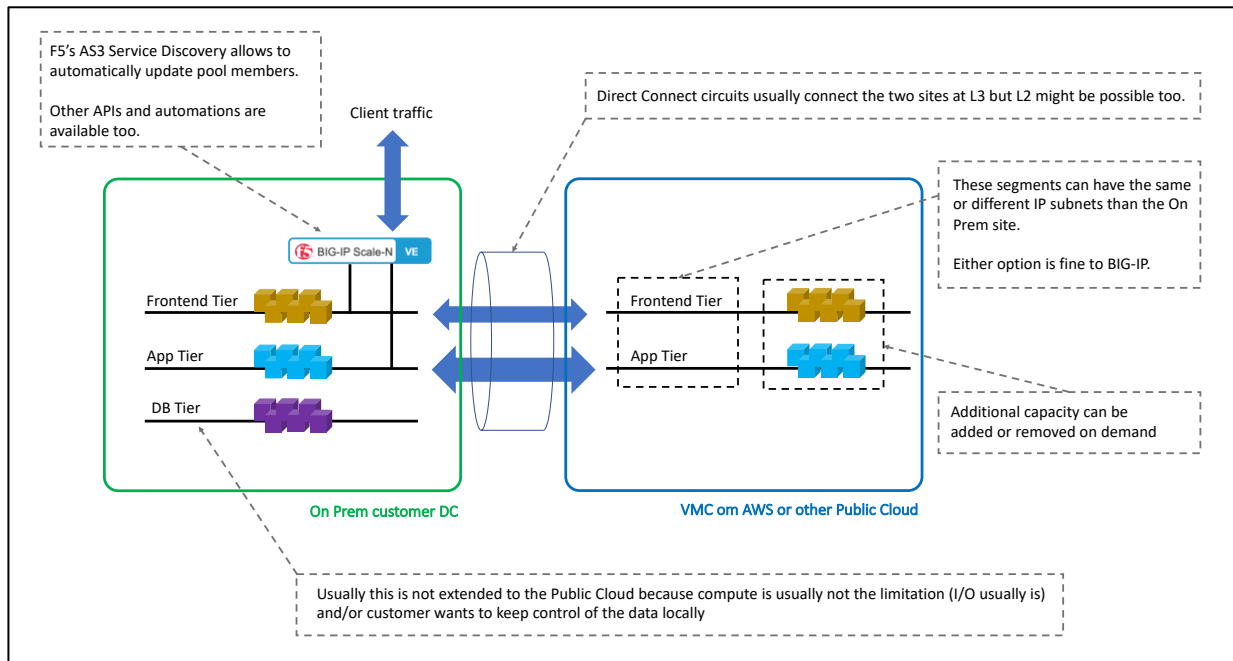 F5's AS3 Service Discovery allows to
automatically update pool members.
Other APIs and automations are
available too.
Client traffic
Direct Connect circuits usually connect the two sites at L3 but L2 might be possible too.
These segments can have the same
or different IP subnets than the On
Prem site.
Either option is fine to BIG-IP.
f5 BIG-IP Scale-N VE
Frontend Tier
App Tier
DB Tier
Frontend Tier
App Tier
Additional capacity can be
added or removed on demand
On Prem customer DC
VMC om AWS or other Public Cloud
Usually this is not extended to the Public Cloud because compute is usually not the limitation (I/O usually is)
and/or customer wants to keep control of the data locally